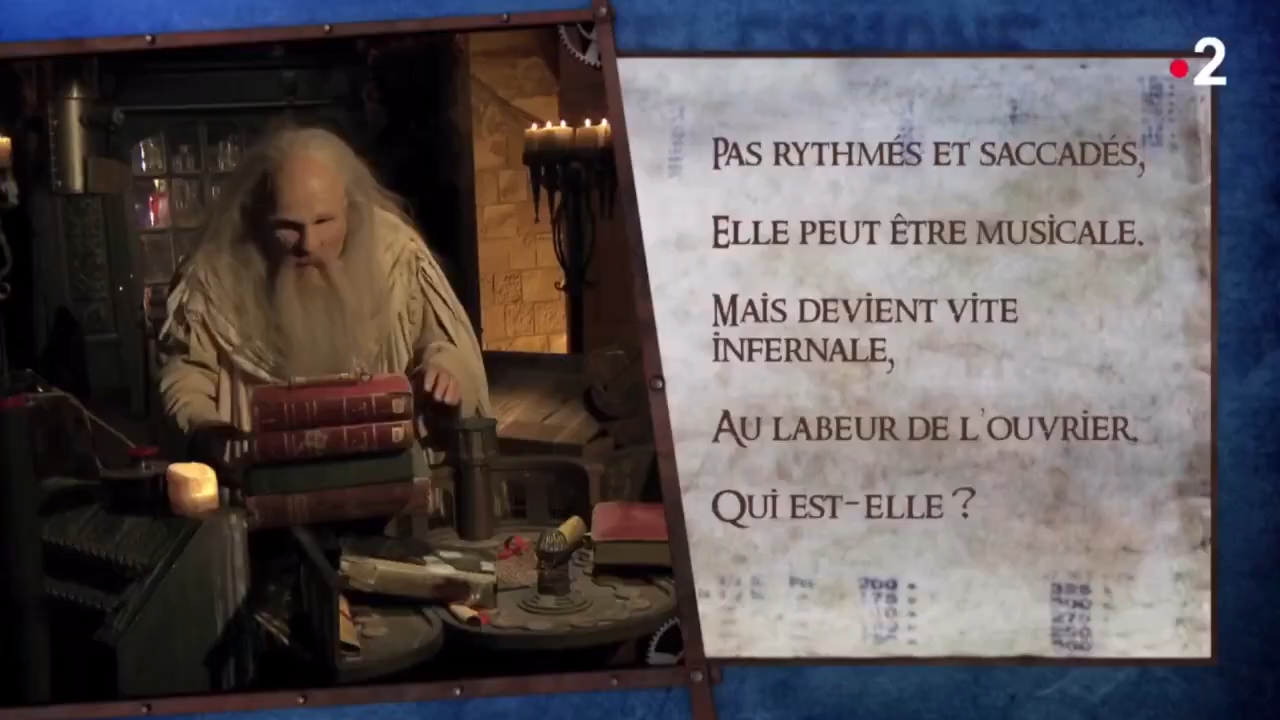 2
Pas rythmés et saccadés,
Elle peut être musicale.
Mais devient vite
infernale,
Au labeur de l'ouvrier.
Qui est-elle ?
200